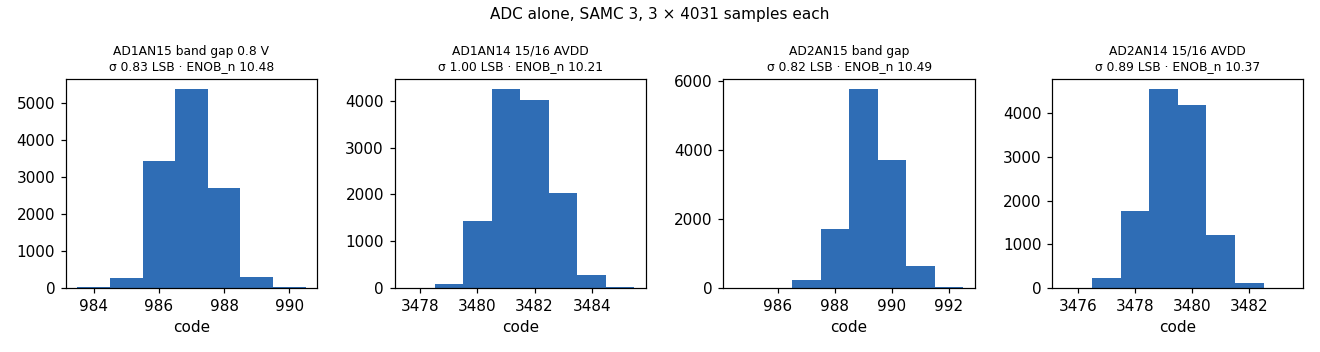 ADC alone, SAMC 3, 3 × 4031 samples each
AD1AN15 band gap 0.8 V
σ 0.83 LSB · ENOB_n 10.48
5000
4000
3000
2000
1000
0
984 986 988 990
code
AD1AN14 15/16 AVDD
σ 1.00 LSB · ENOB_n 10.21
4000
3000
2000
1000
0
3478 3480 3482 3484
code
AD2AN15 band gap
σ 0.82 LSB · ENOB_n 10.49
6000
4000
2000
0
986 988 990 992
code
AD2AN14 15/16 AVDD
σ 0.89 LSB · ENOB_n 10.37
4000
3000
2000
1000
0
3476 3478 3480 3482
code